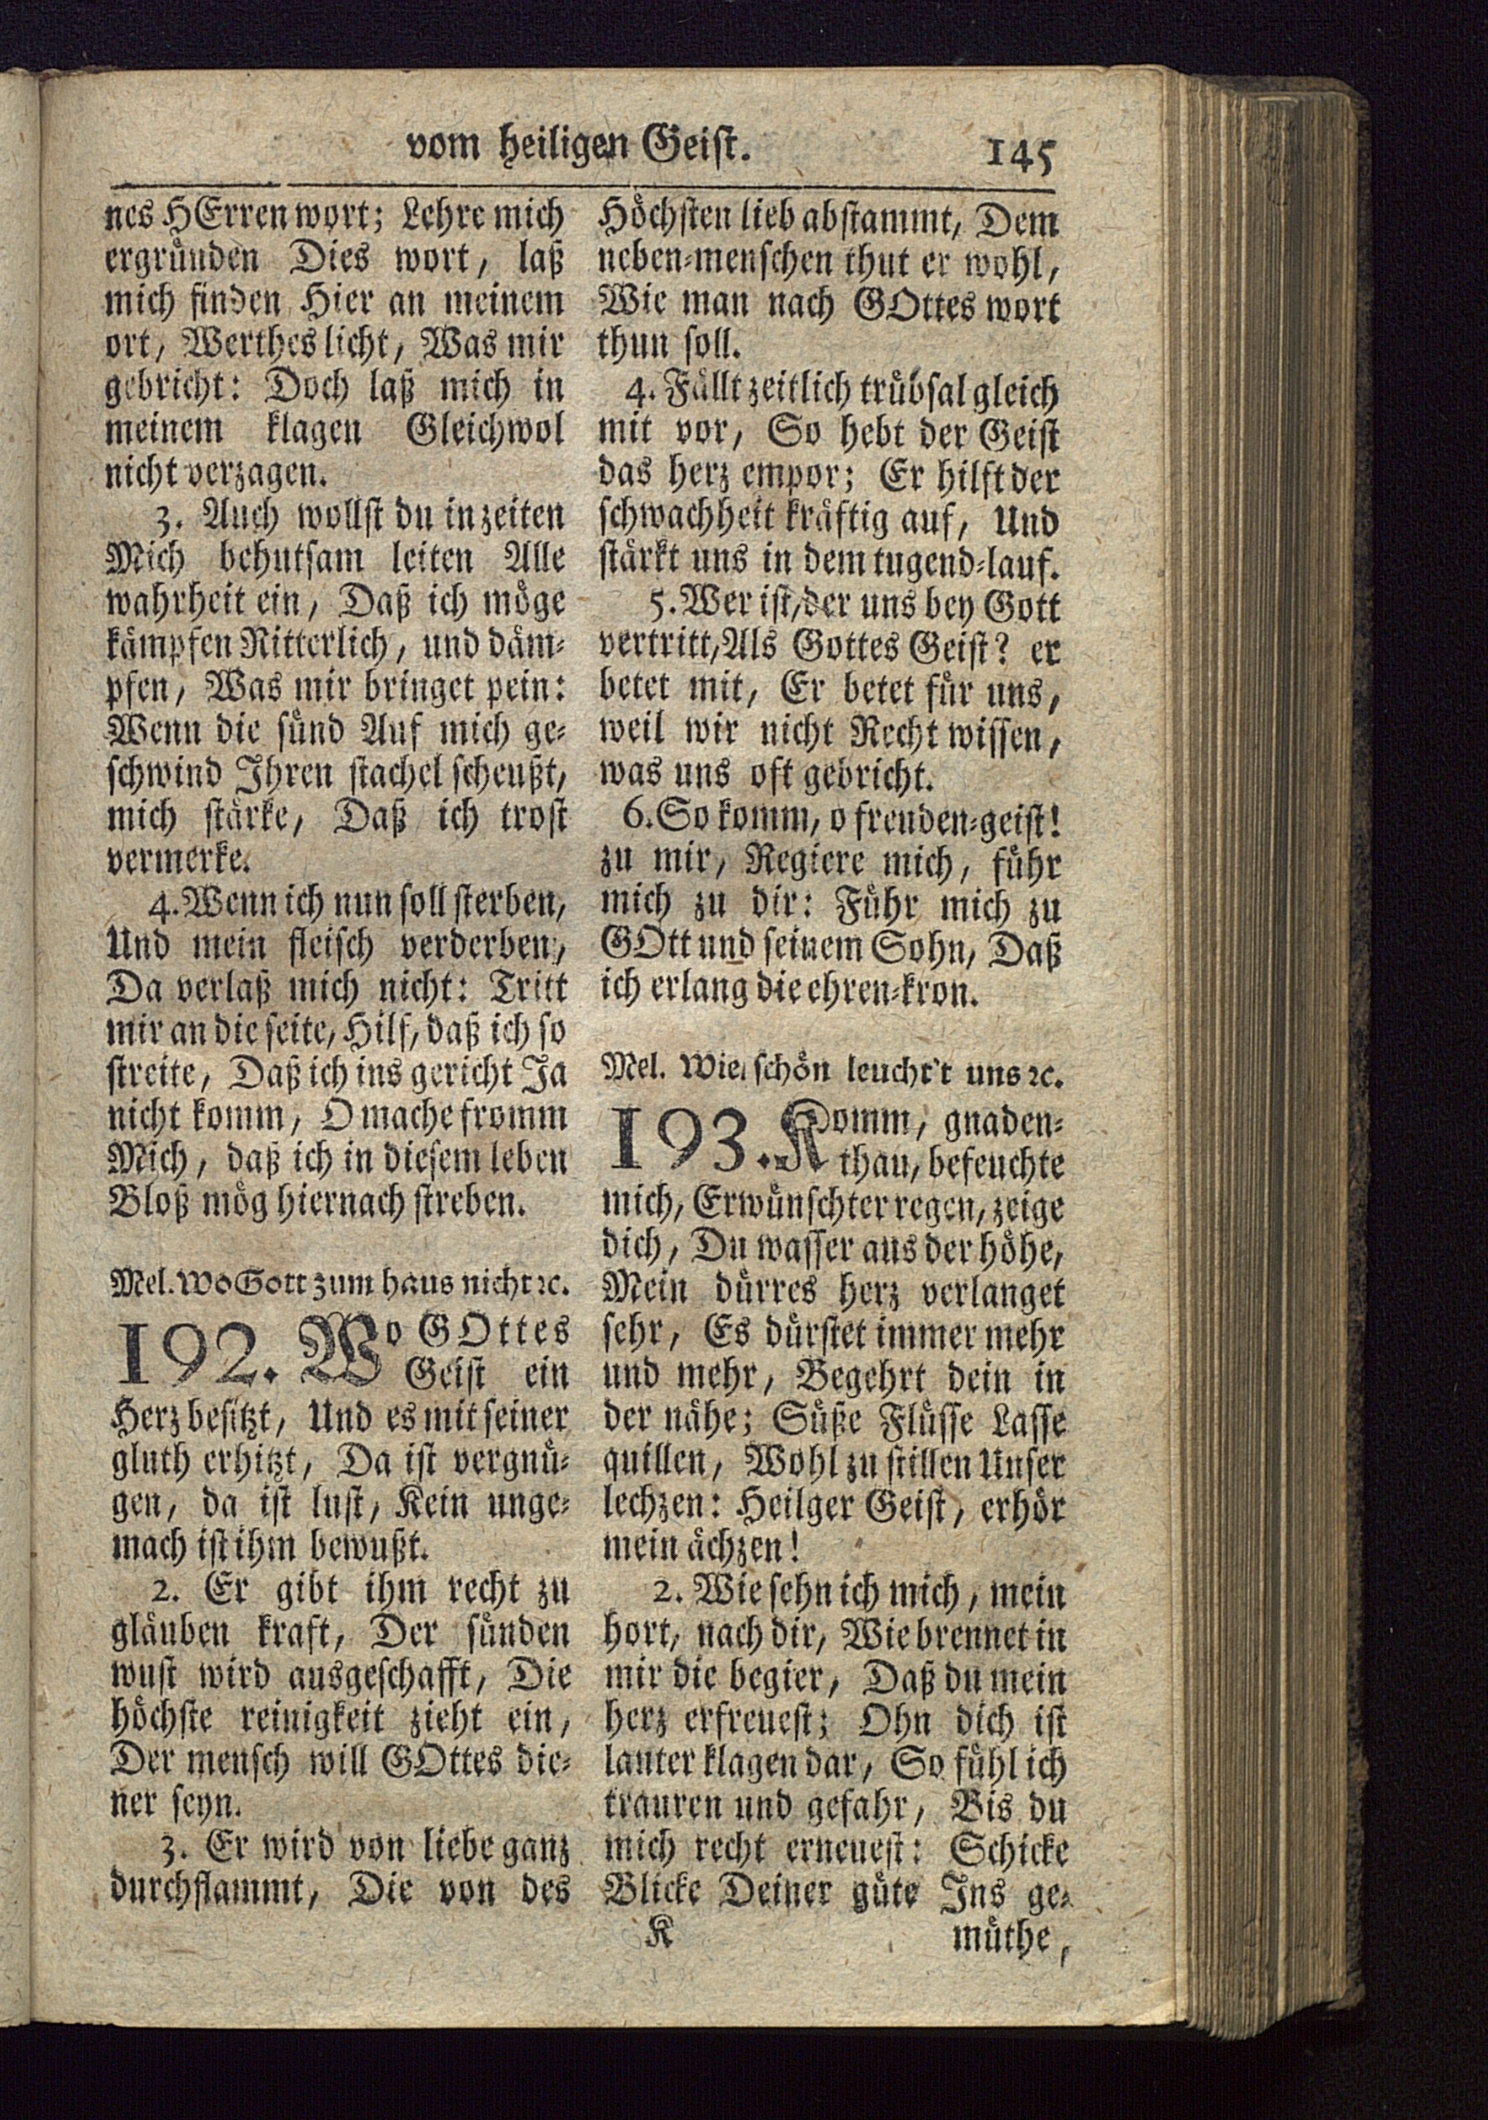 vom heiligen Geist. 145
nes HErren wort; Lehre mich
ergründen Dies wort, laß
mich finden Hier an meinem
ort, Werthes licht, Was mir
gebricht: Doch laß mich in
meinem klagen Gleichwol
nicht verzagen.
3. Auch wollst du in zeiten
Mich behutsam leiten Alle
wahrheit ein, Daß ich möge
kämpfen Ritterlich, und däm-
pfen, Was mir bringet pein:
Wenn die sünd Auf mich ge-
schwind Ihren stachel scheußt,
mich stärke, Daß ich trost
vermerke.
4. Wenn ich nun soll sterben,
Und mein fleisch verderben,
Da verlaß mich nicht: Tritt
mir an die seite, Hilf, daß ich so
streite, Daß ich ins gericht Ja
nicht komm, O mache fromm
Mich, daß ich in diesem leben
Bloß mög hiernach streben.
Mel. Wo Gott zum haus nicht ꝛc.
192. Wo GOttes
Geist ein
Herz besitzt, Und es mit seiner
gluth erhitzt, Da ist vergnü-
gen, da ist lust, Kein unge-
mach ist ihm bewußt.
2. Er gibt ihm recht zu
gläuben kraft, Der sünden
wust wird ausgeschafft, Die
höchste reinigkeit zieht ein,
Der mensch will GOttes die-
ner seyn.
3. Er wird von liebe ganz
durchflammt, Die von des
Höchsten lieb abstammt, Dem
neben-menschen thut er wohl,
Wie man nach GOttes wort
thun soll.
4. Fällt zeitlich trübsal gleich
mit vor, So hebt der Geist
das herz empor; Er hilft der
schwachheit kräftig auf, Und
stärkt uns in dem tugend-lauf.
5. Wer ist, der uns bey Gott
vertritt, Als Gottes Geist? er
betet mit, Er betet für uns,
weil wir nicht Recht wissen,
was uns oft gebricht.
6. So komm, o freuden-geist!
zu mir, Regiere mich, führ
mich zu dir: Führ mich zu
GOtt und seinem Sohn, Daß
ich erlang die ehren-kron.
Mel. Wie schön leucht't uns ꝛc.
193. Komm, gnaden-
thau, befeuchte
mich, Erwünschter regen, zeige
dich, Du wasser aus der höhe,
Mein dürres herz verlanget
sehr, Es dürstet immer mehr
und mehr, Begehrt dein in
der nähe; Süße Flüsse Lasse
quillen, Wohl zu stillen Unser
lechzen: Heilger Geist, erhör
mein ächzen!
2. Wie sehn ich mich, mein
hort, nach dir, Wie brennet in
mir die begier, Daß du mein
herz erfreuest; Ohn dich ist
lauter klagen dar, So fühl ich
trauren und gefahr, Bis du
mich recht erneuest: Schicke
Blicke Deiner güte Ins ge-
K müthe,